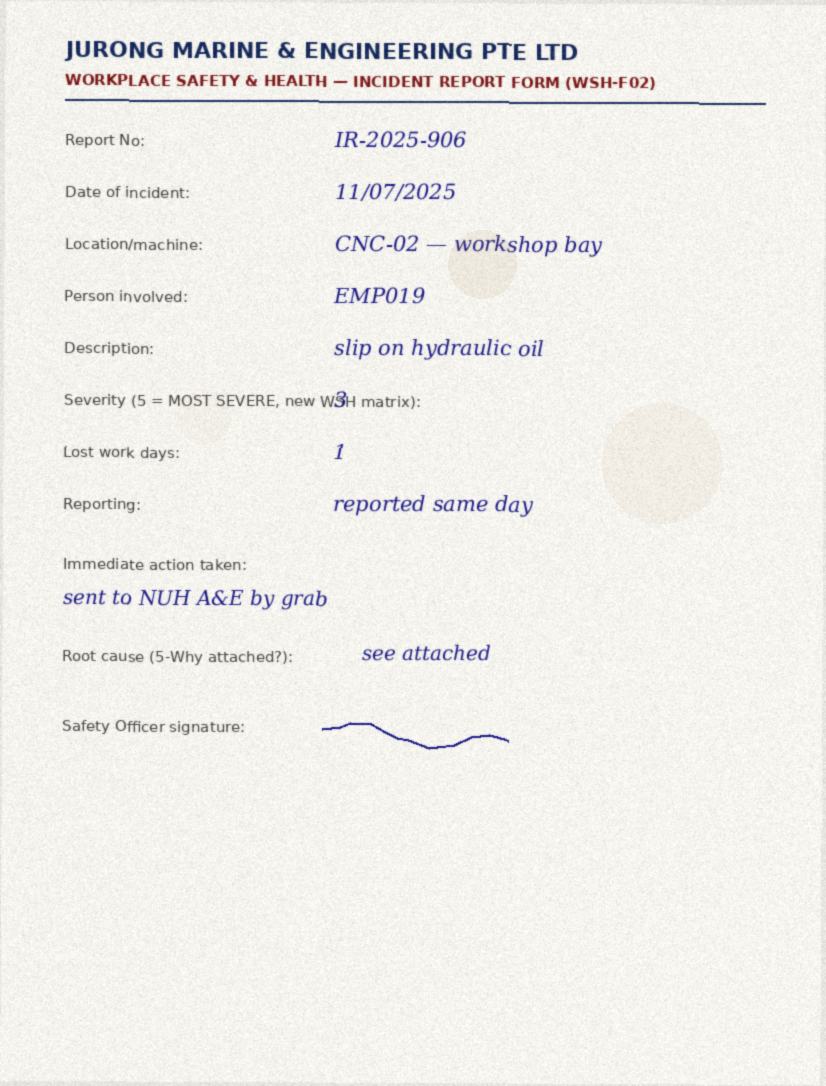 JURONG MARINE & ENGINEERING PTE LTD
WORKPLACE SAFETY & HEALTH — INCIDENT REPORT FORM (WSH-F02)
Report No: IR-2025-906
Date of incident: 11/07/2025
Location/machine: CNC-02 — workshop bay
Person involved: EMP019
Description: slip on hydraulic oil
Severity (5 = MOST SEVERE, new WSH matrix): 3
Lost work days: 1
Reporting: reported same day
Immediate action taken:
sent to NUH A&E by grab
Root cause (5-Why attached?): see attached
Safety Officer signature: